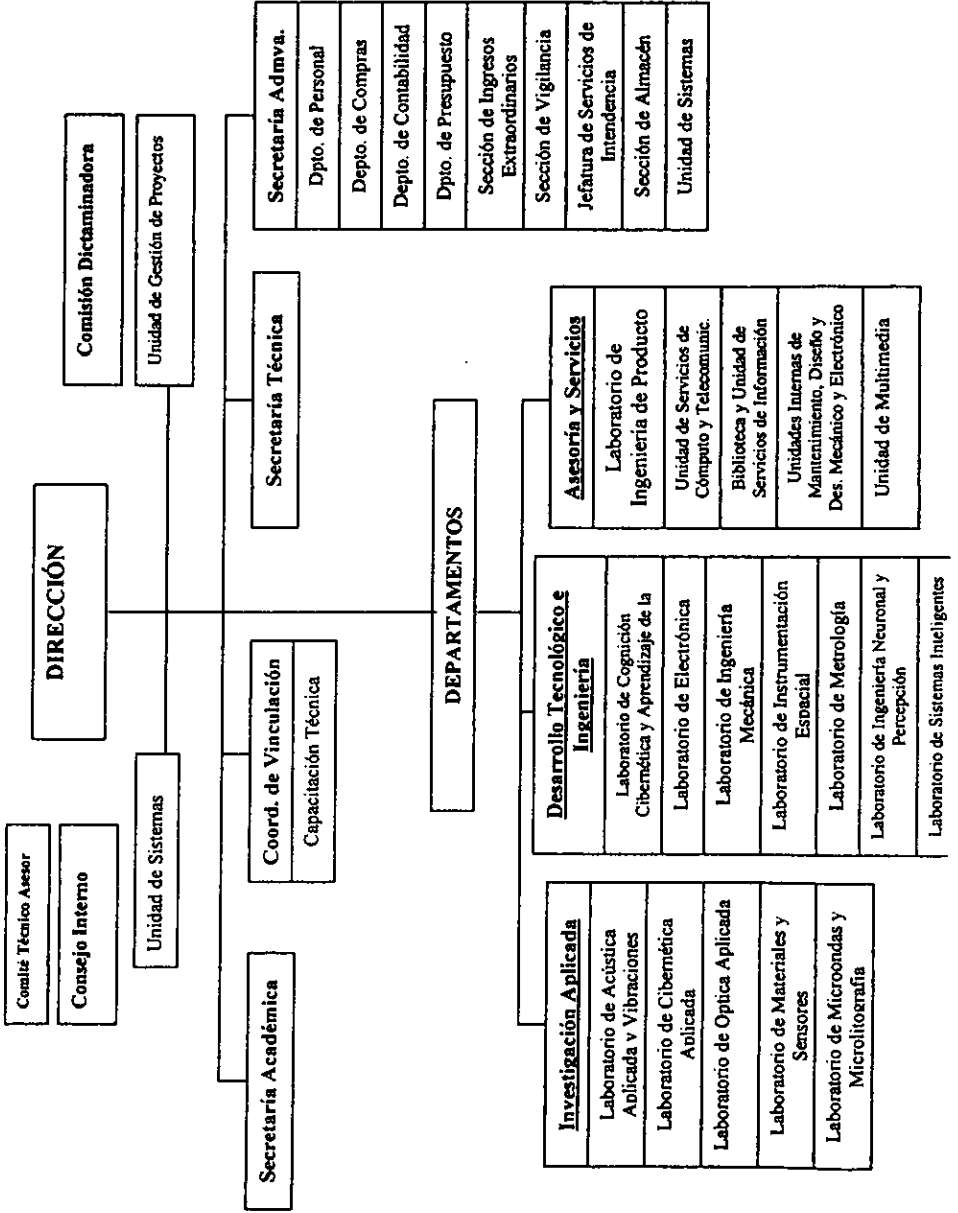 Comité Técnico Asesor
Consejo Interno
DIRECCIÓN
Comisión Dictaminadora
Unidad de Sistemas
Unidad de Gestión de Proyectos
Secretaría Académica
Coord. de Vinculación
Capacitación Técnica
Secretaría Técnica
Secretaría Admva.
Dpto. de Personal
Depto. de Compras
Depto. de Contabilidad
Dpto. de Presupuesto
Sección de Ingresos
Extraordinarios
Sección de Vigilancia
Jefatura de Servicios de
Intendencia
Sección de Almacén
Unidad de Sistemas
DEPARTAMENTOS
Investigación Aplicada
Laboratorio de Acústica
Aplicada y Vibraciones
Laboratorio de Cibernética
Aplicada
Laboratorio de Optica Aplicada
Laboratorio de Materiales y
Sensores
Laboratorio de Microondas y
Microlitografía
Desarrollo Tecnológico e
Ingeniería
Laboratorio de Cognición
Cibernética y Aprendizaje de la
Laboratorio de Electrónica
Laboratorio de Ingeniería
Mecánica
Laboratorio de Instrumentación
Espacial
Laboratorio de Metrología
Laboratorio de Ingeniería Neuronal y
Percepción
Laboratorio de Sistemas Inteligentes
Asesoría y Servicios
Laboratorio de
Ingeniería de Producto
Unidad de Servicios de
Cómputo y Telecomunic.
Biblioteca y Unidad de
Servicios de Información
Unidades Internas de
Mantenimiento, Diseño y
Des. Mecánico y Electrónico
Unidad de Multimedia